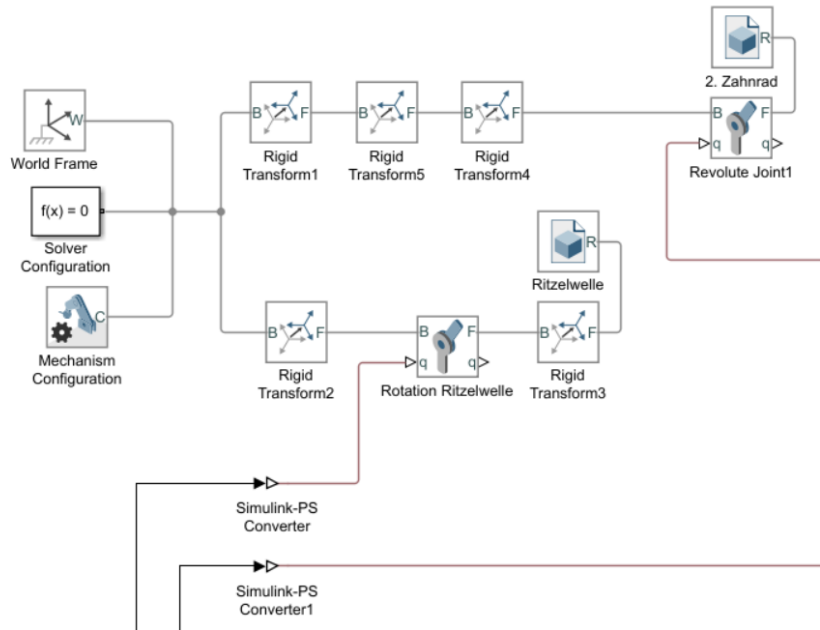 R
2. Zahnrad
W
World Frame
B F
Rigid
Transform1
B F
Rigid
Transform5
B F
Rigid
Transform4
B F
q q
Revolute Joint1
f(x) = 0
Solver
Configuration
R
Ritzelwelle
C
Mechanism
Configuration
B F
Rigid
Transform2
B F
q q
Rotation Ritzelwelle
B F
Rigid
Transform3
Simulink-PS
Converter
Simulink-PS
Converter1